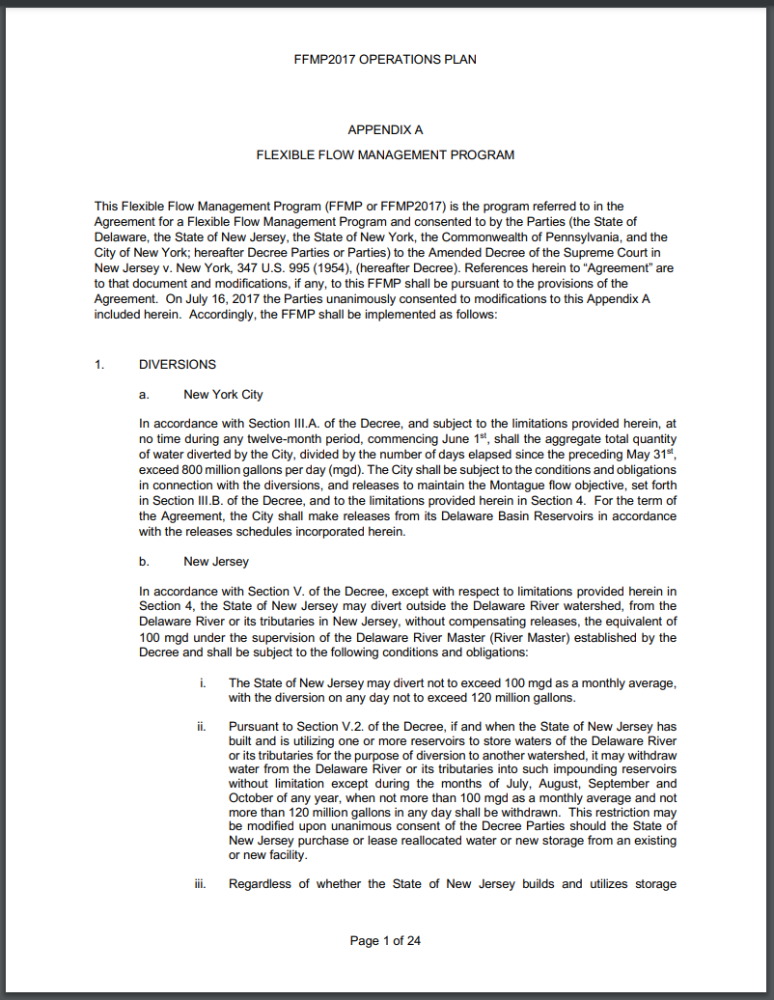 FFMP2017 OPERATIONS PLAN
APPENDIX A
FLEXIBLE FLOW MANAGEMENT PROGRAM
This Flexible Flow Management Program (FFMP or FFMP2017) is the program referred to in the
Agreement for a Flexible Flow Management Program and consented to by the Parties (the State of
Delaware, the State of New Jersey, the State of New York, the Commonwealth of Pennsylvania, and the
City of New York; hereafter Decree Parties or Parties) to the Amended Decree of the Supreme Court in
New Jersey v. New York, 347 U.S. 995 (1954), (hereafter Decree). References herein to “Agreement” are
to that document and modifications, if any, to this FFMP shall be pursuant to the provisions of the
Agreement.  On July 16, 2017 the Parties unanimously consented to modifications to this Appendix A
included herein.  Accordingly, the FFMP shall be implemented as follows:
1. DIVERSIONS
a. New York City
In accordance with Section III.A. of the Decree, and subject to the limitations provided herein, at
no time during any twelve-month period, commencing June 1st, shall the aggregate total quantity
of water diverted by the City, divided by the number of days elapsed since the preceding May 31st,
exceed 800 million gallons per day (mgd). The City shall be subject to the conditions and obligations
in connection with the diversions, and releases to maintain the Montague flow objective, set forth
in Section III.B. of the Decree, and to the limitations provided herein in Section 4.  For the term of
the Agreement, the City shall make releases from its Delaware Basin Reservoirs in accordance
with the releases schedules incorporated herein.
b. New Jersey
In accordance with Section V. of the Decree, except with respect to limitations provided herein in
Section 4, the State of New Jersey may divert outside the Delaware River watershed, from the
Delaware River or its tributaries in New Jersey, without compensating releases, the equivalent of
100 mgd under the supervision of the Delaware River Master (River Master) established by the
Decree and shall be subject to the following conditions and obligations:
i. The State of New Jersey may divert not to exceed 100 mgd as a monthly average,
with the diversion on any day not to exceed 120 million gallons.
ii. Pursuant to Section V.2. of the Decree, if and when the State of New Jersey has
built and is utilizing one or more reservoirs to store waters of the Delaware River
or its tributaries for the purpose of diversion to another watershed, it may withdraw
water from the Delaware River or its tributaries into such impounding reservoirs
without limitation except during the months of July, August, September and
October of any year, when not more than 100 mgd as a monthly average and not
more than 120 million gallons in any day shall be withdrawn.  This restriction may
be modified upon unanimous consent of the Decree Parties should the State of
New Jersey purchase or lease reallocated water or new storage from an existing
or new facility.
iii. Regardless of whether the State of New Jersey builds and utilizes storage
Page 1 of 24